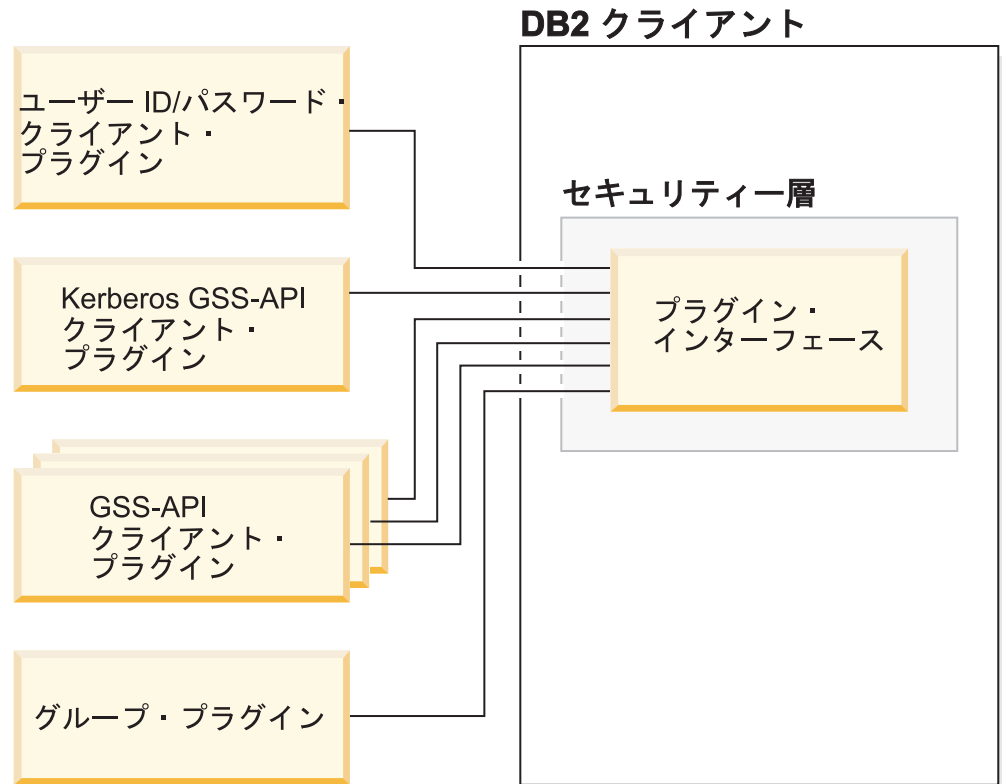 DB2 クライアント
ユーザー ID/パスワード・
クライアント・
プラグイン
セキュリティー層
Kerberos GSS-API
クライアント・
プラグイン
プラグイン・
インターフェース
GSS-API
クライアント・
プラグイン
グループ・プラグイン